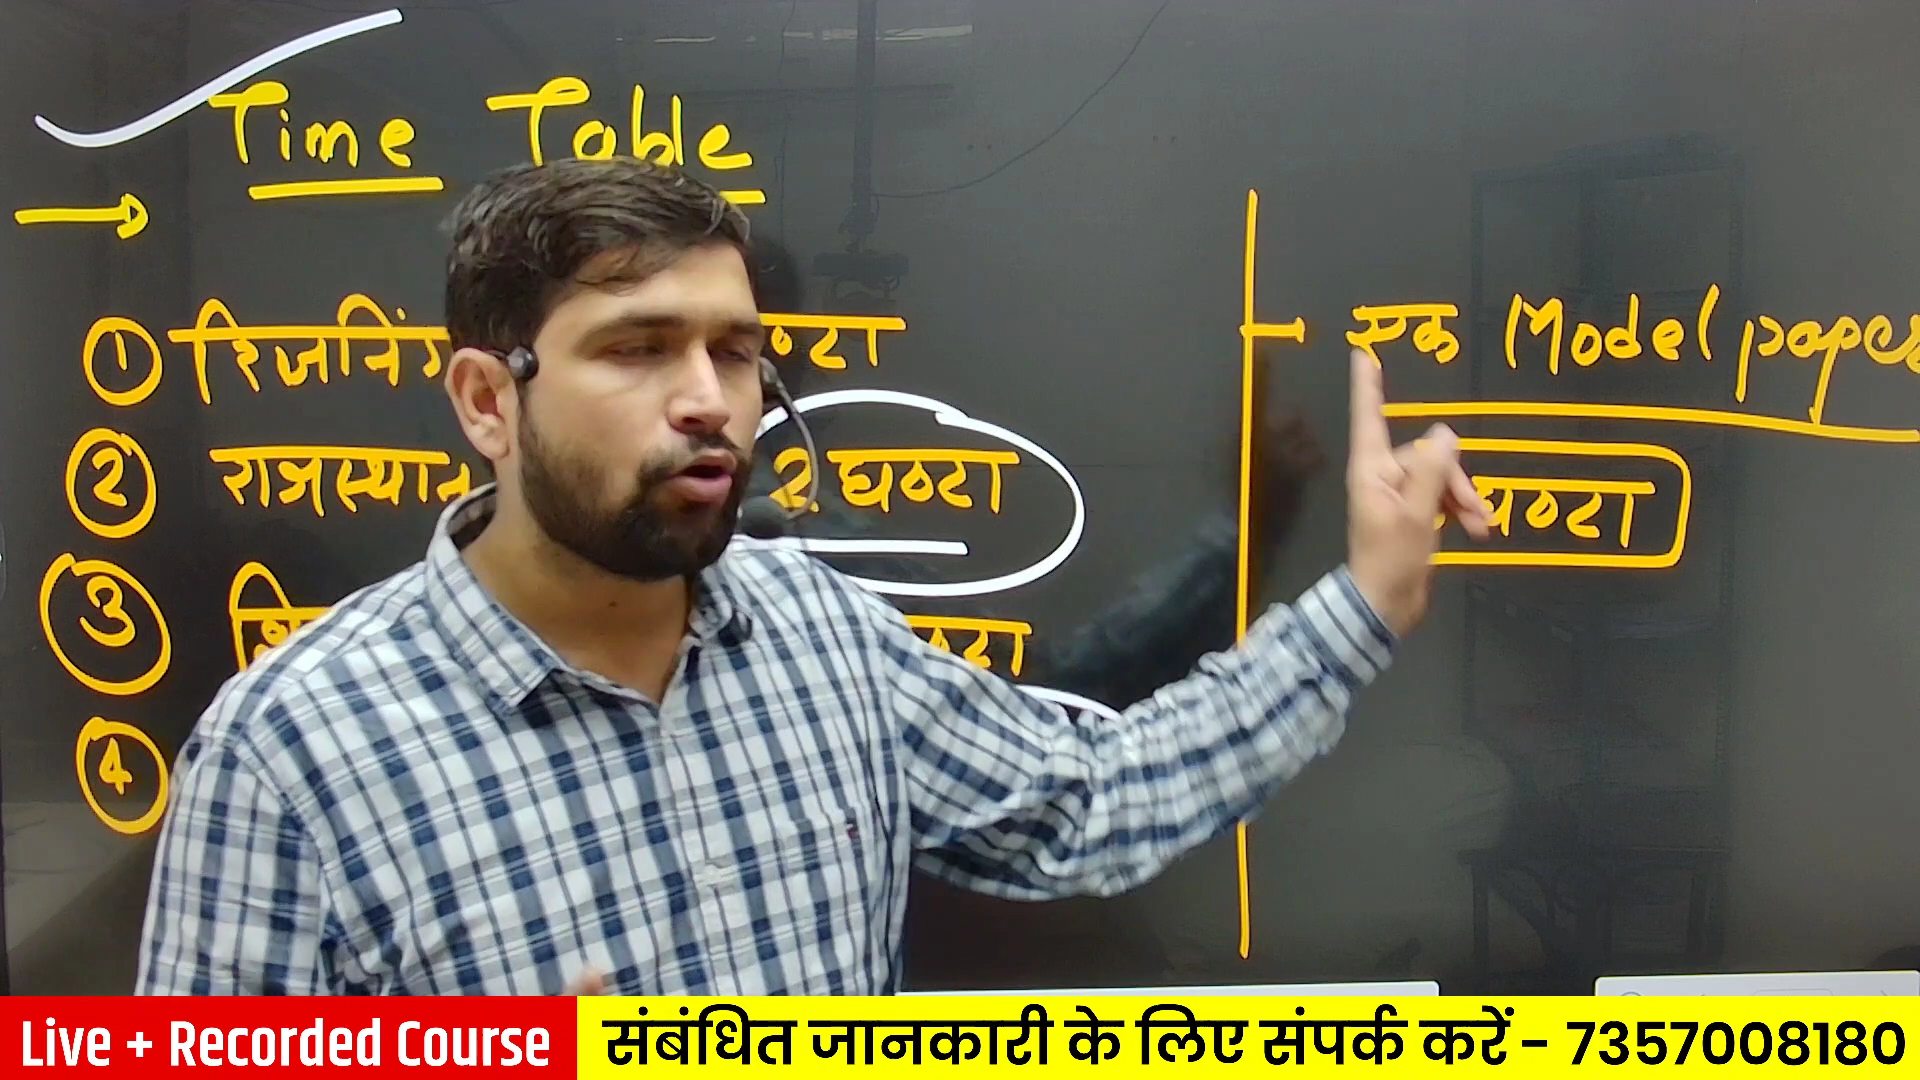 Time Table
① रिजनिंग
② राजस्थान २ घण्टा
③
④
एक Model paper
घण्टा
Live + Recorded Course
संबंधित जानकारी के लिए संपर्क करें - 7357008180